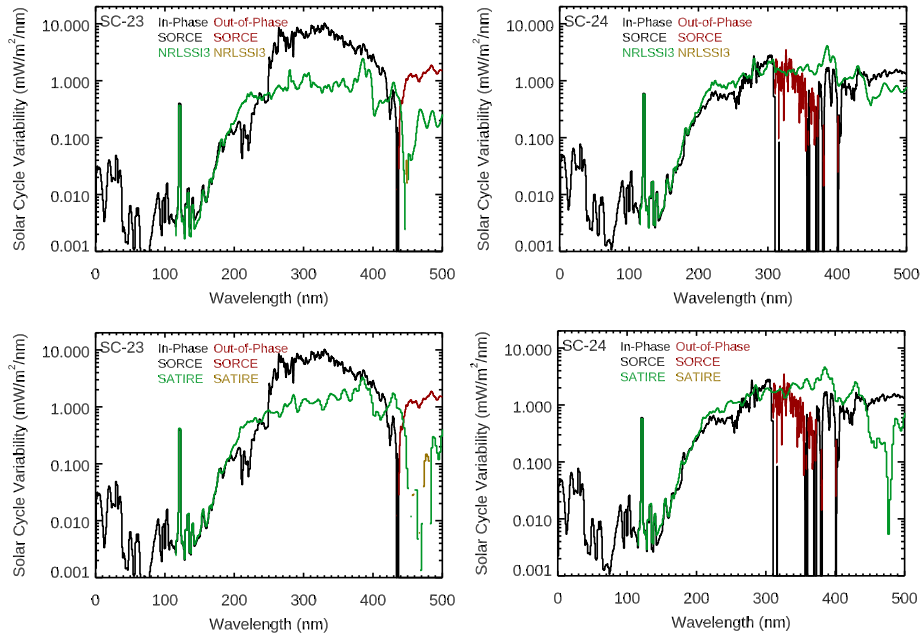 SC-23 In-Phase Out-of-Phase
SORCE SORCE
NRLSSI3 NRLSSI3
10.000
1.000
0.100
0.010
0.001
Solar Cycle Variability (mW/m²/nm)
0 100 200 300 400 500
Wavelength (nm)
SC-24 In-Phase Out-of-Phase
SORCE SORCE
NRLSSI3 NRLSSI3
10.000
1.000
0.100
0.010
0.001
Solar Cycle Variability (mW/m²/nm)
0 100 200 300 400 500
Wavelength (nm)
SC-23 In-Phase Out-of-Phase
SORCE SORCE
SATIRE SATIRE
10.000
1.000
0.100
0.010
0.001
Solar Cycle Variability (mW/m²/nm)
0 100 200 300 400 500
Wavelength (nm)
SC-24 In-Phase Out-of-Phase
SORCE SORCE
SATIRE SATIRE
10.000
1.000
0.100
0.010
0.001
Solar Cycle Variability (mW/m²/nm)
0 100 200 300 400 500
Wavelength (nm)